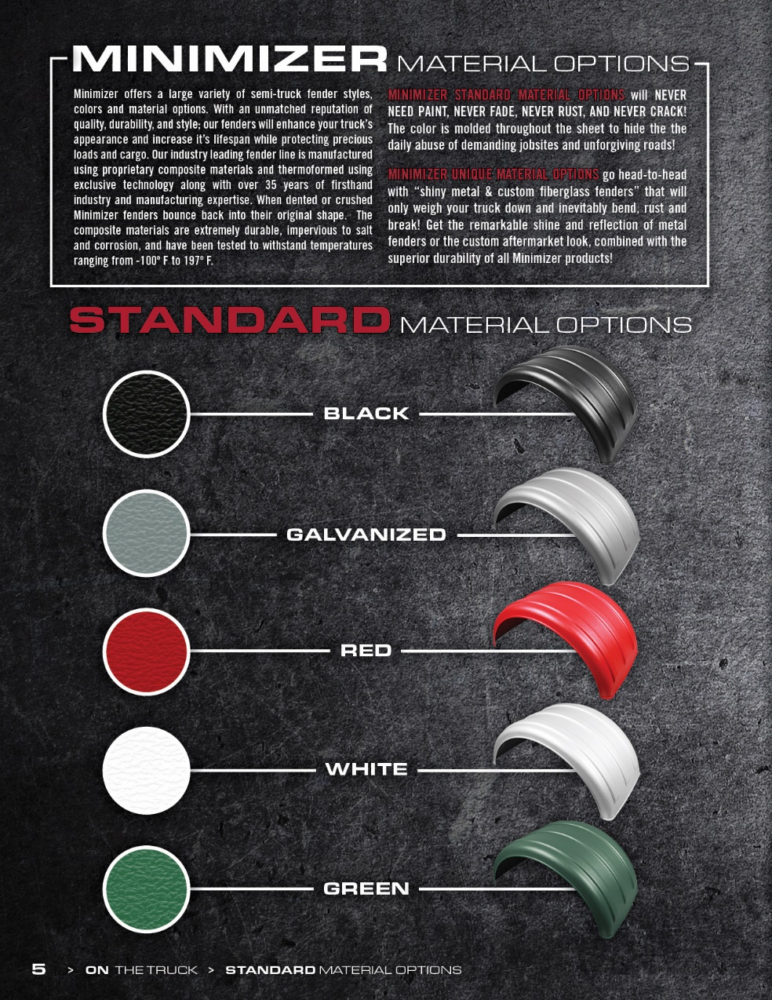 MINIMIZER MATERIAL OPTIONS
Minimizer offers a large variety of semi-truck fender styles,
colors and material options. With an unmatched reputation of
quality, durability, and style; our fenders will enhance your truck's
appearance and increase it's lifespan while protecting precious
loads and cargo. Our industry leading fender line is manufactured
using proprietary composite materials and thermoformed using
exclusive technology along with over 35 years of firsthand
industry and manufacturing expertise. When dented or crushed
Minimizer fenders bounce back into their original shape. The
composite materials are extremely durable, impervious to salt
and corrosion, and have been tested to withstand temperatures
ranging from -100º F to 197º F.
MINIMIZER STANDARD MATERIAL OPTIONS will NEVER
NEED PAINT, NEVER FADE, NEVER RUST, AND NEVER CRACK!
The color is molded throughout the sheet to hide the the
daily abuse of demanding jobsites and unforgiving roads!
MINIMIZER UNIQUE MATERIAL OPTIONS go head-to-head
with “shiny metal & custom fiberglass fenders” that will
only weigh your truck down and inevitably bend, rust and
break! Get the remarkable shine and reflection of metal
fenders or the custom aftermarket look, combined with the
superior durability of all Minimizer products!
STANDARD MATERIAL OPTIONS
BLACK
GALVANIZED
RED
WHITE
GREEN
5 > ON THE TRUCK > STANDARD MATERIAL OPTIONS